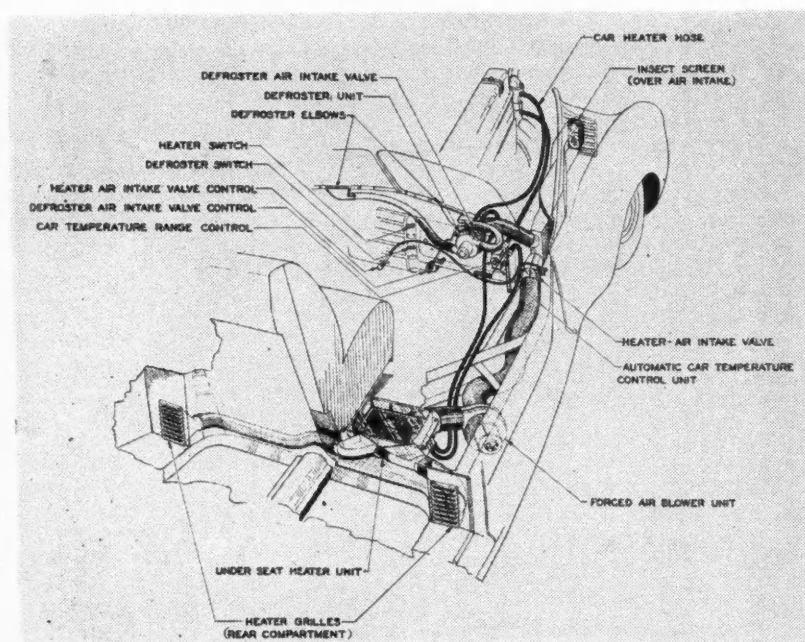 CAR HEATER HOSE
INSECT SCREEN
(OVER AIR INTAKE)
DEFROSTER AIR INTAKE VALVE
DEFROSTER UNIT
DEFROSTER ELBOWS
HEATER SWITCH
DEFROSTER SWITCH
HEATER AIR INTAKE VALVE CONTROL
DEFROSTER AIR INTAKE VALVE CONTROL
CAR TEMPERATURE RANGE CONTROL
HEATER-AIR INTAKE VALVE
AUTOMATIC CAR TEMPERATURE
CONTROL UNIT
FORCED AIR BLOWER UNIT
UNDER SEAT HEATER UNIT
HEATER GRILLES
(REAR COMPARTMENT)